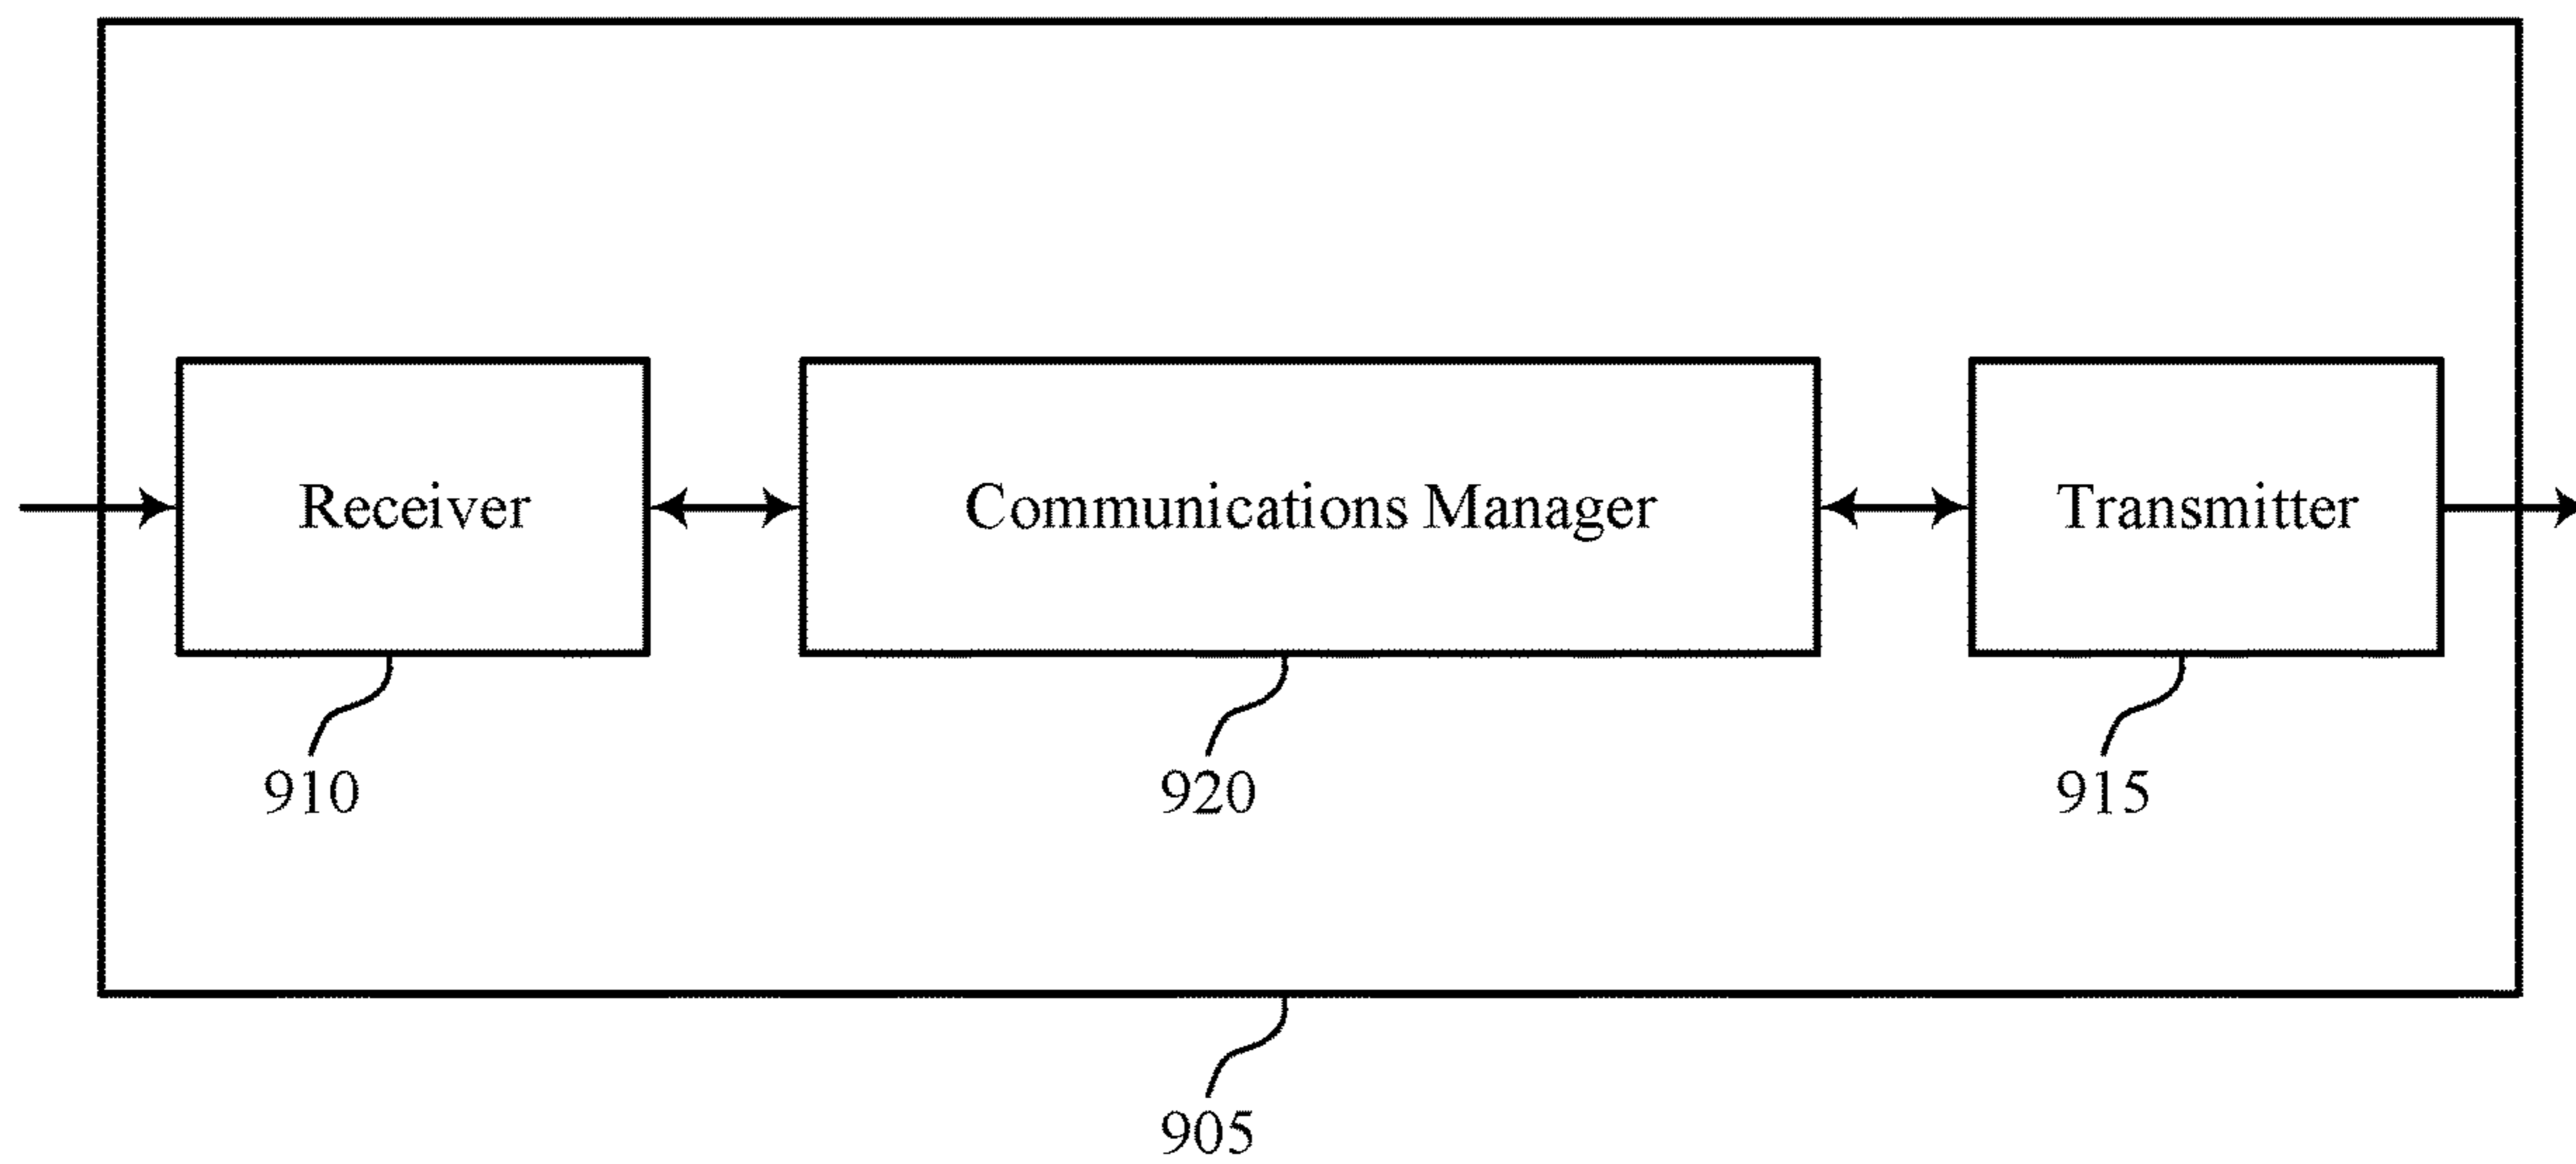 Receiver
Communications Manager
Transmitter
910
920
915
905